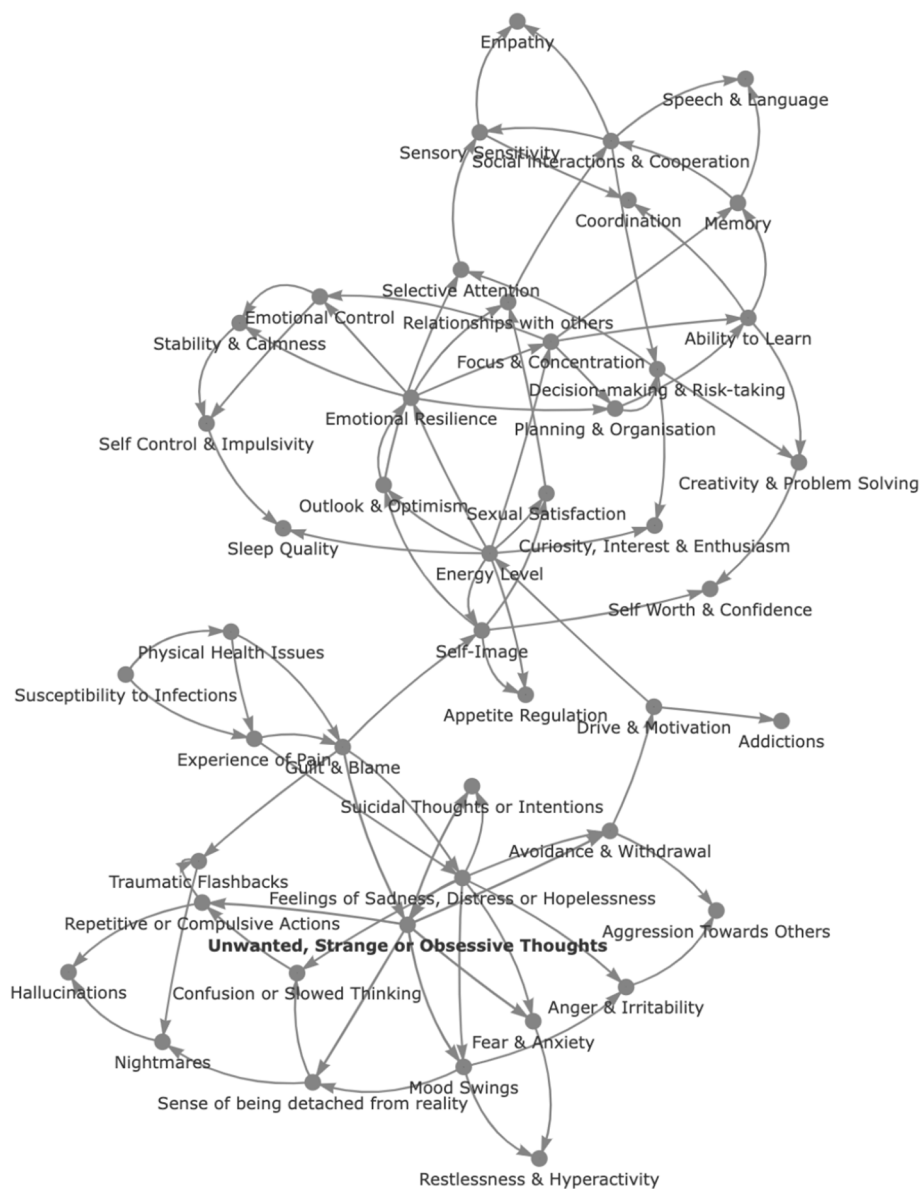 Empathy
Speech & Language
Sensory Sensitivity
Social Interactions & Cooperation
Coordination
Memory
Selective Attention
Emotional Control
Relationships with others
Stability & Calmness
Ability to Learn
Focus & Concentration
Decision-making & Risk-taking
Emotional Resilience
Planning & Organisation
Self Control & Impulsivity
Creativity & Problem Solving
Outlook & Optimism
Sexual Satisfaction
Sleep Quality
Curiosity, Interest & Enthusiasm
Energy Level
Self Worth & Confidence
Physical Health Issues
Self-Image
Susceptibility to Infections
Appetite Regulation
Drive & Motivation
Addictions
Experience of Pain
Guilt & Blame
Suicidal Thoughts or Intentions
Avoidance & Withdrawal
Traumatic Flashbacks
Feelings of Sadness, Distress or Hopelessness
Repetitive or Compulsive Actions
Aggression Towards Others
Unwanted, Strange or Obsessive Thoughts
Hallucinations
Confusion or Slowed Thinking
Anger & Irritability
Fear & Anxiety
Nightmares
Mood Swings
Sense of being detached from reality
Restlessness & Hyperactivity